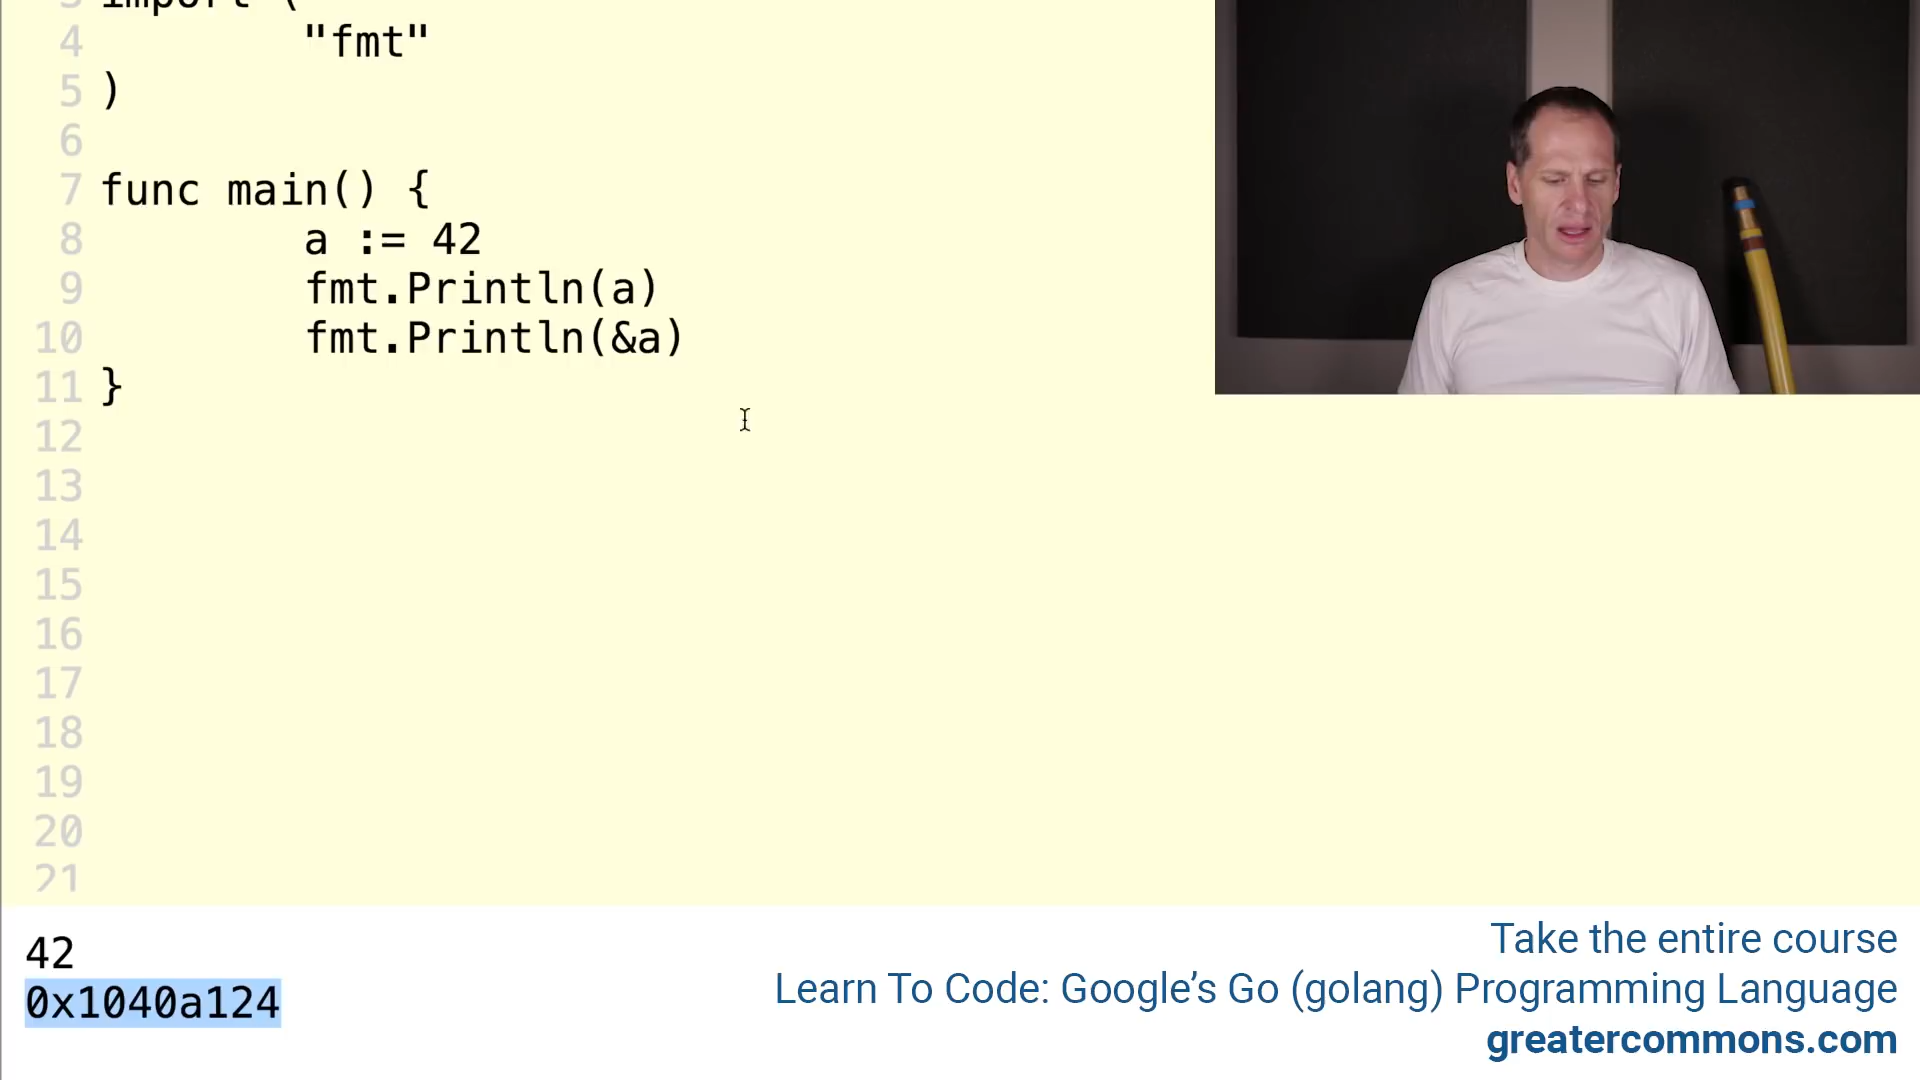 3 import (
4 "fmt"
5 )
6
7 func main() {
8 a := 42
9 fmt.Println(a)
10 fmt.Println(&a)
11 }
12
13
14
15
16
17
18
19
20
21
42
0x1040a124
Take the entire course
Learn To Code: Google’s Go (golang) Programming Language
greatercommons.com